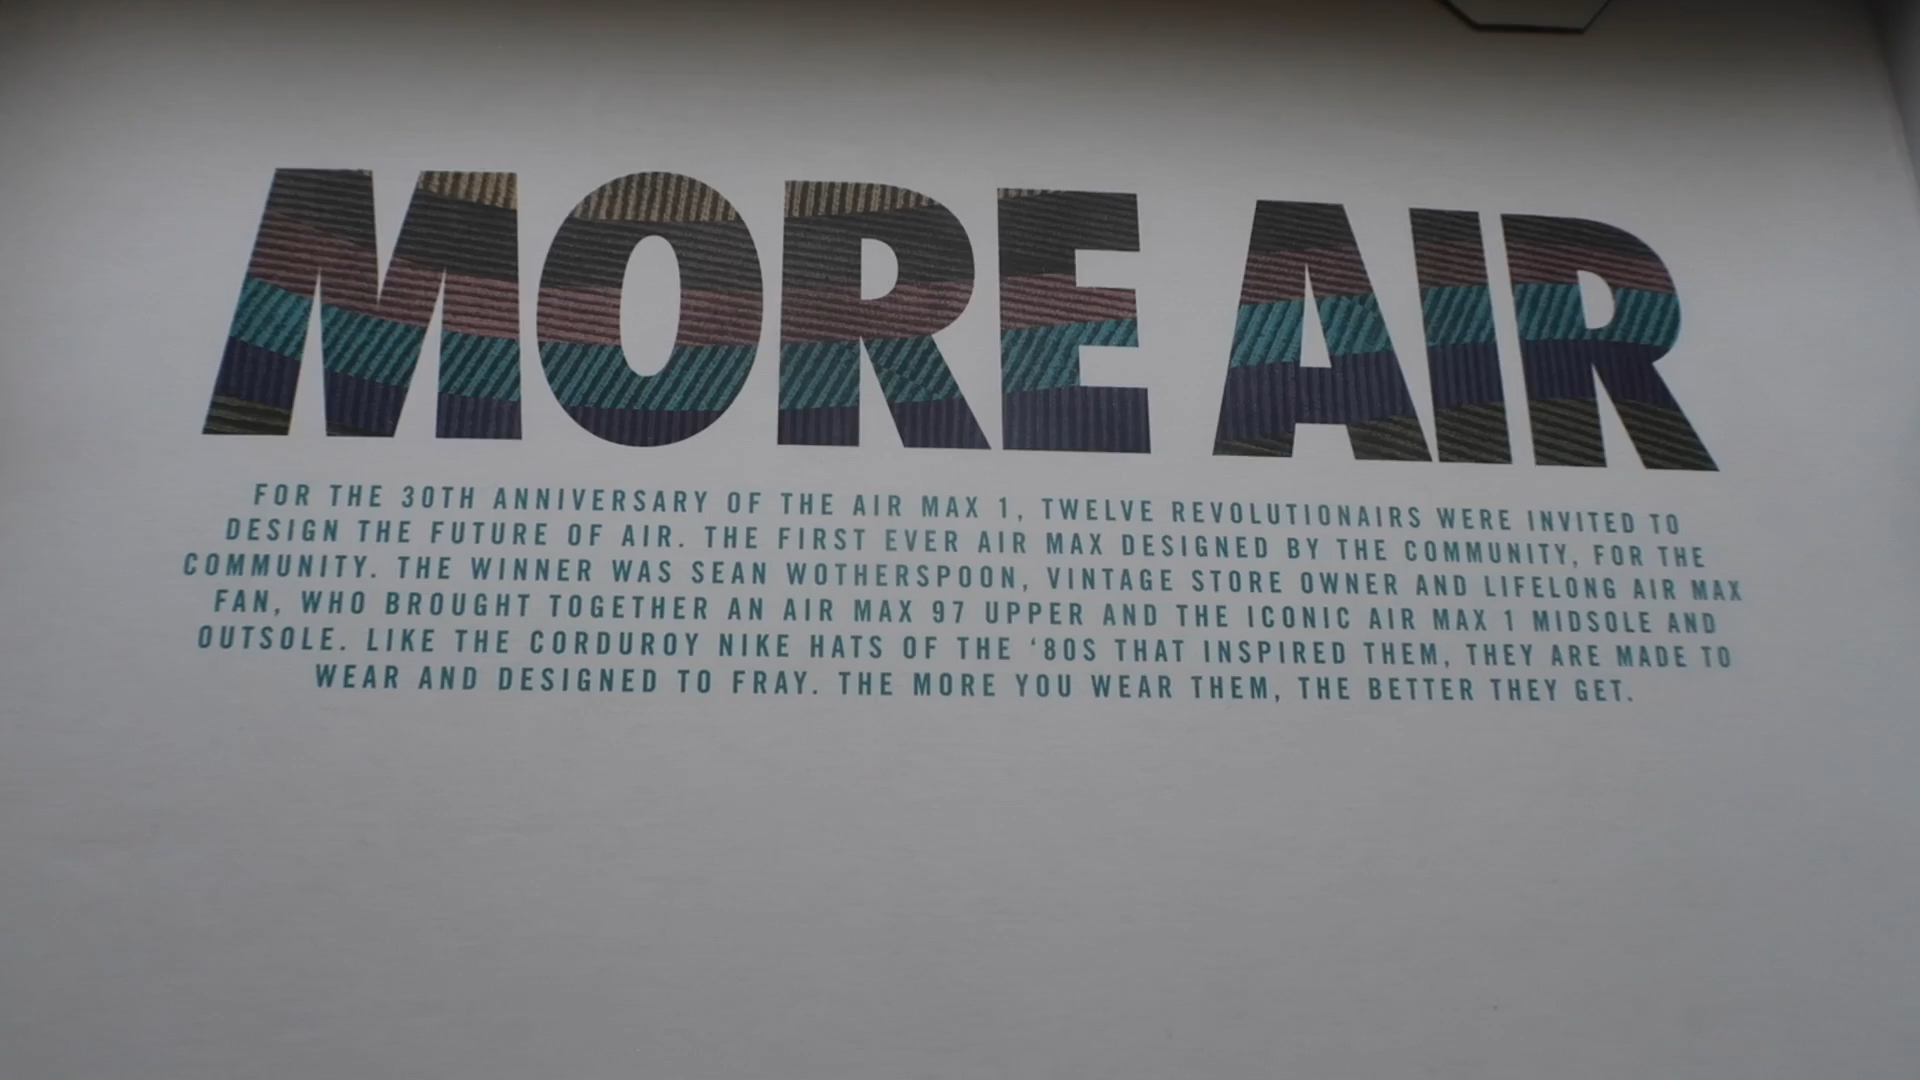 MORE AIR
FOR THE 30TH ANNIVERSARY OF THE AIR MAX 1, TWELVE REVOLUTIONAIRS WERE INVITED TO
DESIGN THE FUTURE OF AIR. THE FIRST EVER AIR MAX DESIGNED BY THE COMMUNITY, FOR THE
COMMUNITY. THE WINNER WAS SEAN WOTHERSPOON, VINTAGE STORE OWNER AND LIFELONG AIR MAX
FAN, WHO BROUGHT TOGETHER AN AIR MAX 97 UPPER AND THE ICONIC AIR MAX 1 MIDSOLE AND
OUTSOLE. LIKE THE CORDUROY NIKE HATS OF THE ‘80S THAT INSPIRED THEM, THEY ARE MADE TO
WEAR AND DESIGNED TO FRAY. THE MORE YOU WEAR THEM, THE BETTER THEY GET.